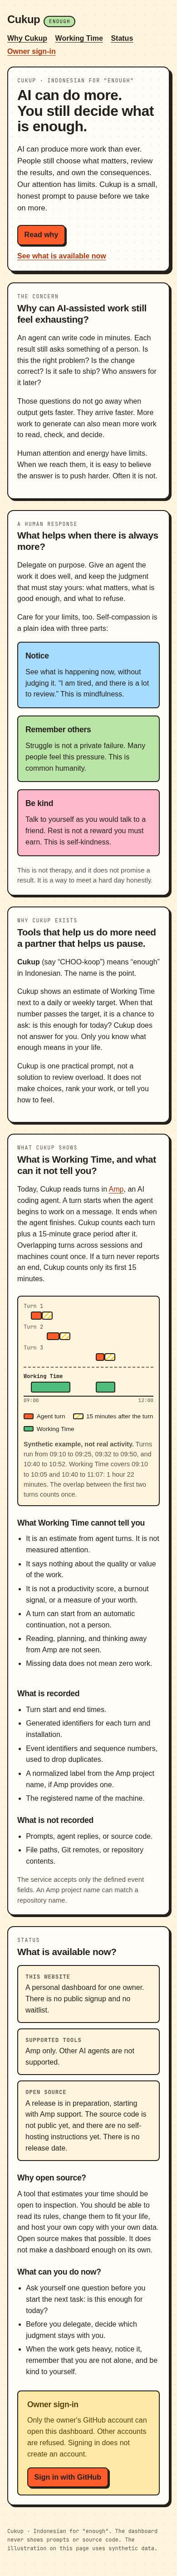 Cukup ENOUGH
Why Cukup Working Time Status
Owner sign-in
CUKUP · INDONESIAN FOR "ENOUGH"
AI can do more.
You still decide what
is enough.
AI can produce more work than ever.
People still choose what matters, review
the results, and own the consequences.
Our attention has limits. Cukup is a small,
honest prompt to pause before we take
on more.
Read why
See what is available now
THE CONCERN
Why can AI-assisted work still
feel exhausting?
An agent can write code in minutes. Each
result still asks something of a person. Is
this the right problem? Is the change
correct? Is it safe to ship? Who answers for
it later?
Those questions do not go away when
output gets faster. They arrive faster. More
work to generate can also mean more work
to read, check, and decide.
Human attention and energy have limits.
When we reach them, it is easy to believe
the answer is to push harder. Often it is not.
A HUMAN RESPONSE
What helps when there is always
more?
Delegate on purpose. Give an agent the
work it does well, and keep the judgment
that must stay yours: what matters, what
is enough, and what to refuse.
Care for your limits, too. Self-compassion is
a plain idea with three parts:
Notice
See what is happening now, without
judging it. “I am tired, and there is a lot
to review.” This is mindfulness.
Remember others
Struggle is not a private failure. Many
people feel this pressure. This is
common humanity.
Be kind
Talk to yourself as you would talk to a
friend. Rest is not a reward you must
earn. This is self-kindness.
This is not therapy, and it does not promise a
result. It is a way to meet a hard day honestly.
WHY CUKUP EXISTS
Tools that help us do more need
a partner that helps us pause.
Cukup (say “CHOO-koop”) means “enough”
in Indonesian. The name is the point.
Cukup shows an estimate of Working Time
next to a daily or weekly target. When that
number passes the target, it is a chance to
ask: is this enough for today? Cukup does
not answer for you. Only you know what
enough means in your life.
Cukup is one practical prompt, not a
solution to review overload. It does not
make choices, rank your work, or tell you
how to feel.
WHAT CUKUP SHOWS
What is Working Time, and what
can it not tell you?
Today, Cukup reads turns in Amp, an AI
coding agent. A turn starts when the agent
begins to work on a message. It ends when
the agent finishes. Cukup counts each turn
plus a 15-minute grace period after it.
Overlapping turns across sessions and
machines count once. If a turn never reports
an end, Cukup counts only its first 15
minutes.
Turn 1
Turn 2
Turn 3
Working Time
09:00 12:00
Agent turn 15 minutes after the turn
Working Time
Synthetic example, not real activity. Turns
run from 09:10 to 09:25, 09:32 to 09:50, and
10:40 to 10:52. Working Time covers 09:10
to 10:05 and 10:40 to 11:07: 1 hour 22
minutes. The overlap between the first two
turns counts once.
What Working Time cannot tell you
• It is an estimate from agent turns. It is not
measured attention.
• It says nothing about the quality or value
of the work.
• It is not a productivity score, a burnout
signal, or a measure of your worth.
• A turn can start from an automatic
continuation, not a person.
• Reading, planning, and thinking away
from Amp are not seen.
• Missing data does not mean zero work.
What is recorded
• Turn start and end times.
• Generated identifiers for each turn and
installation.
• Event identifiers and sequence numbers,
used to drop duplicates.
• A normalized label from the Amp project
name, if Amp provides one.
• The registered name of the machine.
What is not recorded
• Prompts, agent replies, or source code.
• File paths, Git remotes, or repository
contents.
The service accepts only the defined event
fields. An Amp project name can match a
repository name.
STATUS
What is available now?
THIS WEBSITE
A personal dashboard for one owner.
There is no public signup and no
waitlist.
SUPPORTED TOOLS
Amp only. Other AI agents are not
supported.
OPEN SOURCE
A release is in preparation, starting
with Amp support. The source code is
not public yet, and there are no self-
hosting instructions yet. There is no
release date.
Why open source?
A tool that estimates your time should be
open to inspection. You should be able to
read its rules, change them to fit your life,
and host your own copy with your own data.
Open source makes that possible. It does
not make a dashboard enough on its own.
What can you do now?
• Ask yourself one question before you
start the next task: is this enough for
today?
• Before you delegate, decide which
judgment stays with you.
• When the work gets heavy, notice it,
remember that you are not alone, and be
kind to yourself.
Owner sign-in
Only the owner's GitHub account can
open this dashboard. Other accounts
are refused. Signing in does not
create an account.
Sign in with GitHub
Cukup · Indonesian for "enough". The dashboard
never shows prompts or source code. The
illustration on this page uses synthetic data.